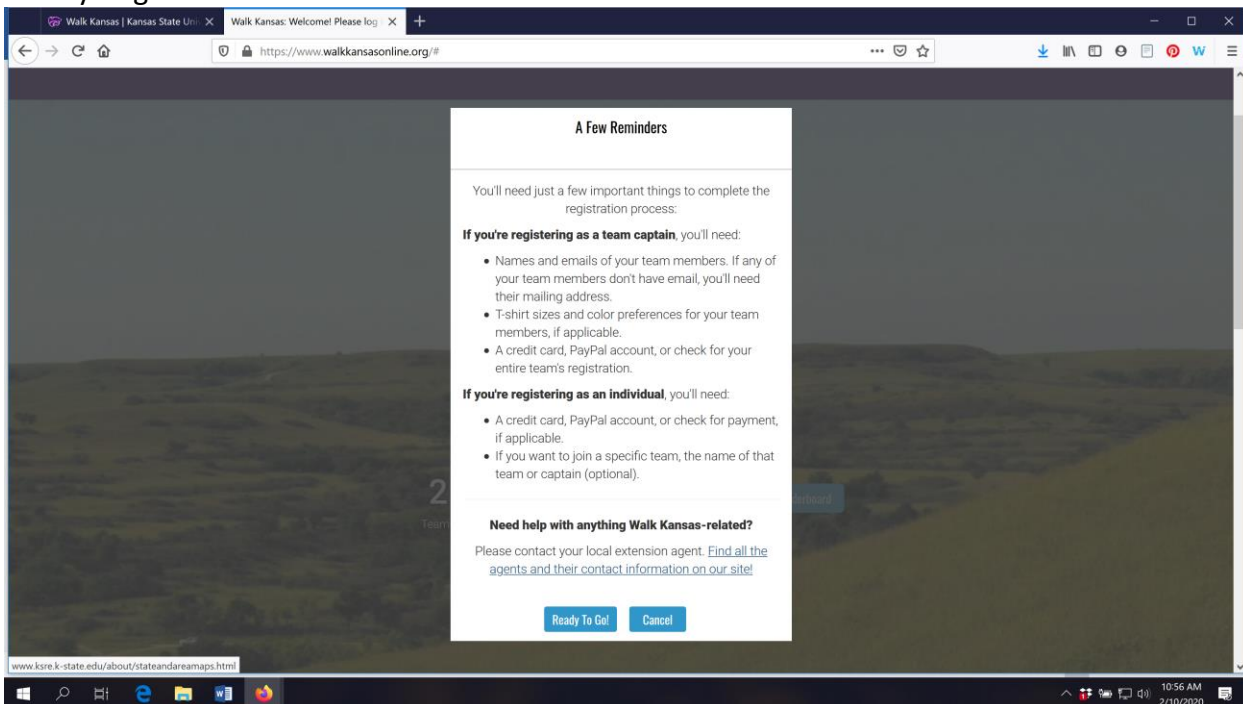 Walk Kansas | Kansas State Uni
Walk Kansas: Welcome! Please log
https://www.walkkansasonline.org/#
A Few Reminders
You'll need just a few important things to complete the
registration process:
If you're registering as a team captain, you'll need:
• Names and emails of your team members. If any of
your team members don't have email, you'll need
their mailing address.
• T-shirt sizes and color preferences for your team
members, if applicable.
• A credit card, PayPal account, or check for your
entire team's registration.
If you're registering as an individual, you'll need:
• A credit card, PayPal account, or check for payment,
if applicable.
• If you want to join a specific team, the name of that
team or captain (optional).
2
Team
erboard
Need help with anything Walk Kansas-related?
Please contact your local extension agent. Find all the
agents and their contact information on our site!
Ready To Go!
Cancel
www.ksre.k-state.edu/about/stateandareamaps.html
10:56 AM
2/10/2020